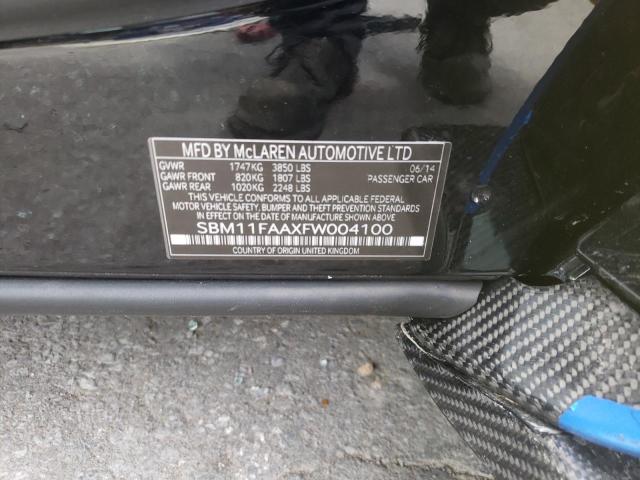 MFD BY McLAREN AUTOMOTIVE LTD
GVWR 1747KG 3850 LBS 06/14
GAWR FRONT 820KG 1807 LBS PASSENGER CAR
GAWR REAR 1020KG 2248 LBS
THIS VEHICLE CONFORMS TO ALL APPLICABLE FEDERAL
MOTOR VEHICLE SAFETY, BUMPER AND THEFT PREVENTION
STANDARDS IN EFFECT ON DATE OF MANUFACTURE SHOWN ABOVE
SBM11FAAXFW004100
COUNTRY OF ORIGIN UNITED KINGDOM